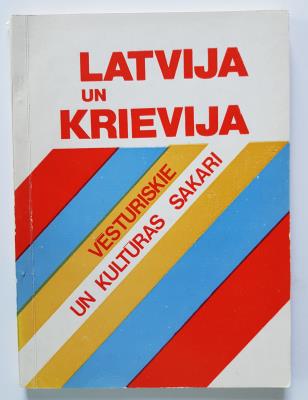 LATVIJA
UN
KRIEVIJA
VĒSTURISKIE
UN KULTŪRAS SAKARI